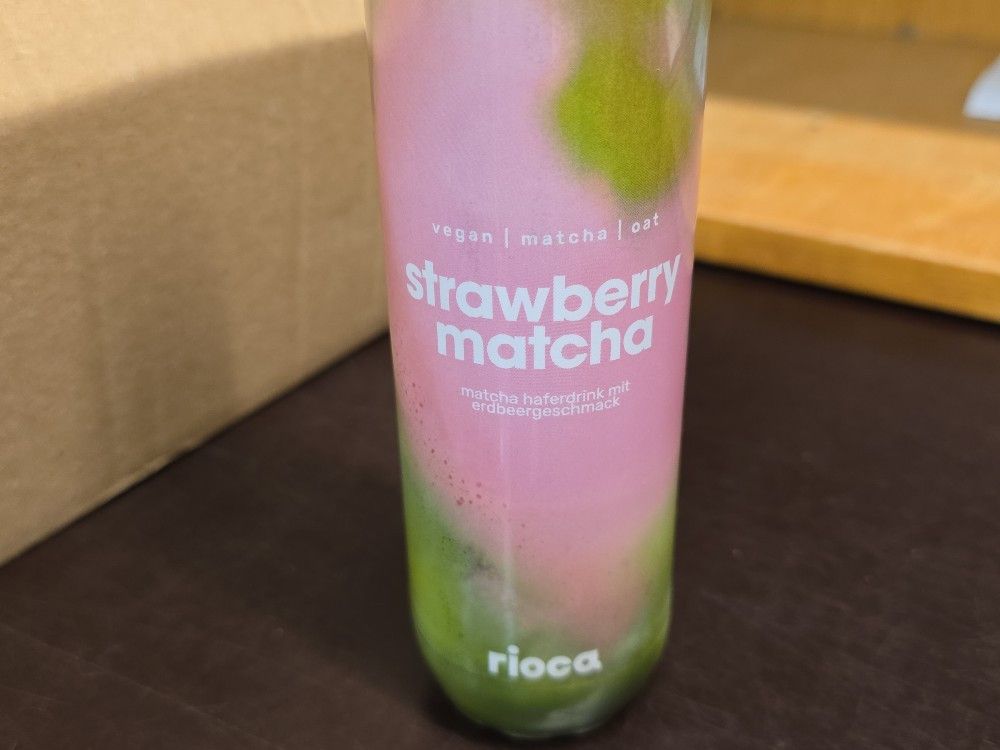 vegan | matcha | oat
strawberry
matcha
matcha haferdrink mit
erdbeergeschmack
rioca